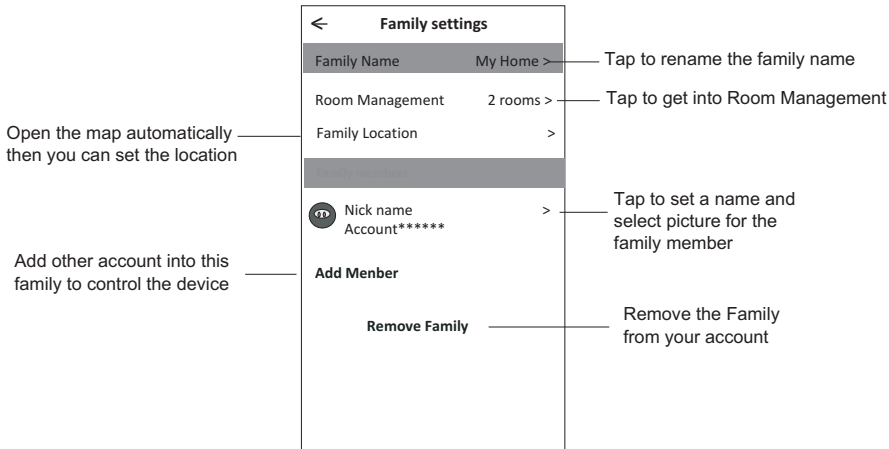 Family settings
Family Name My Home >
Tap to rename the family name
Room Management 2 rooms >
Tap to get into Room Management
Open the map automatically
then you can set the location
Family Location >
Family members
Nick name >
Account******
Tap to set a name and
select picture for the
family member
Add other account into this
family to control the device
Add Menber
Remove Family
Remove the Family
from your account